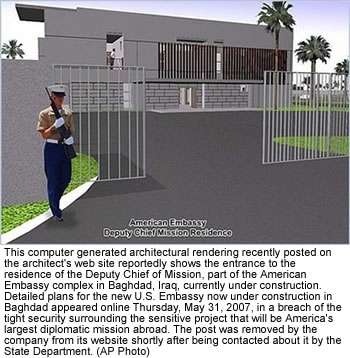 American Embassy
Deputy Chief Mission Residence
This computer generated architectural rendering recently posted on
the architect's web site reportedly shows the entrance to the
residence of the Deputy Chief of Mission, part of the American
Embassy complex in Baghdad, Iraq, currently under construction.
Detailed plans for the new U.S. Embassy now under construction in
Baghdad appeared online Thursday, May 31, 2007, in a breach of the
tight security surrounding the sensitive project that will be America's
largest diplomatic mission abroad. The post was removed by the
company from its website shortly after being contacted about it by the
State Department. (AP Photo)